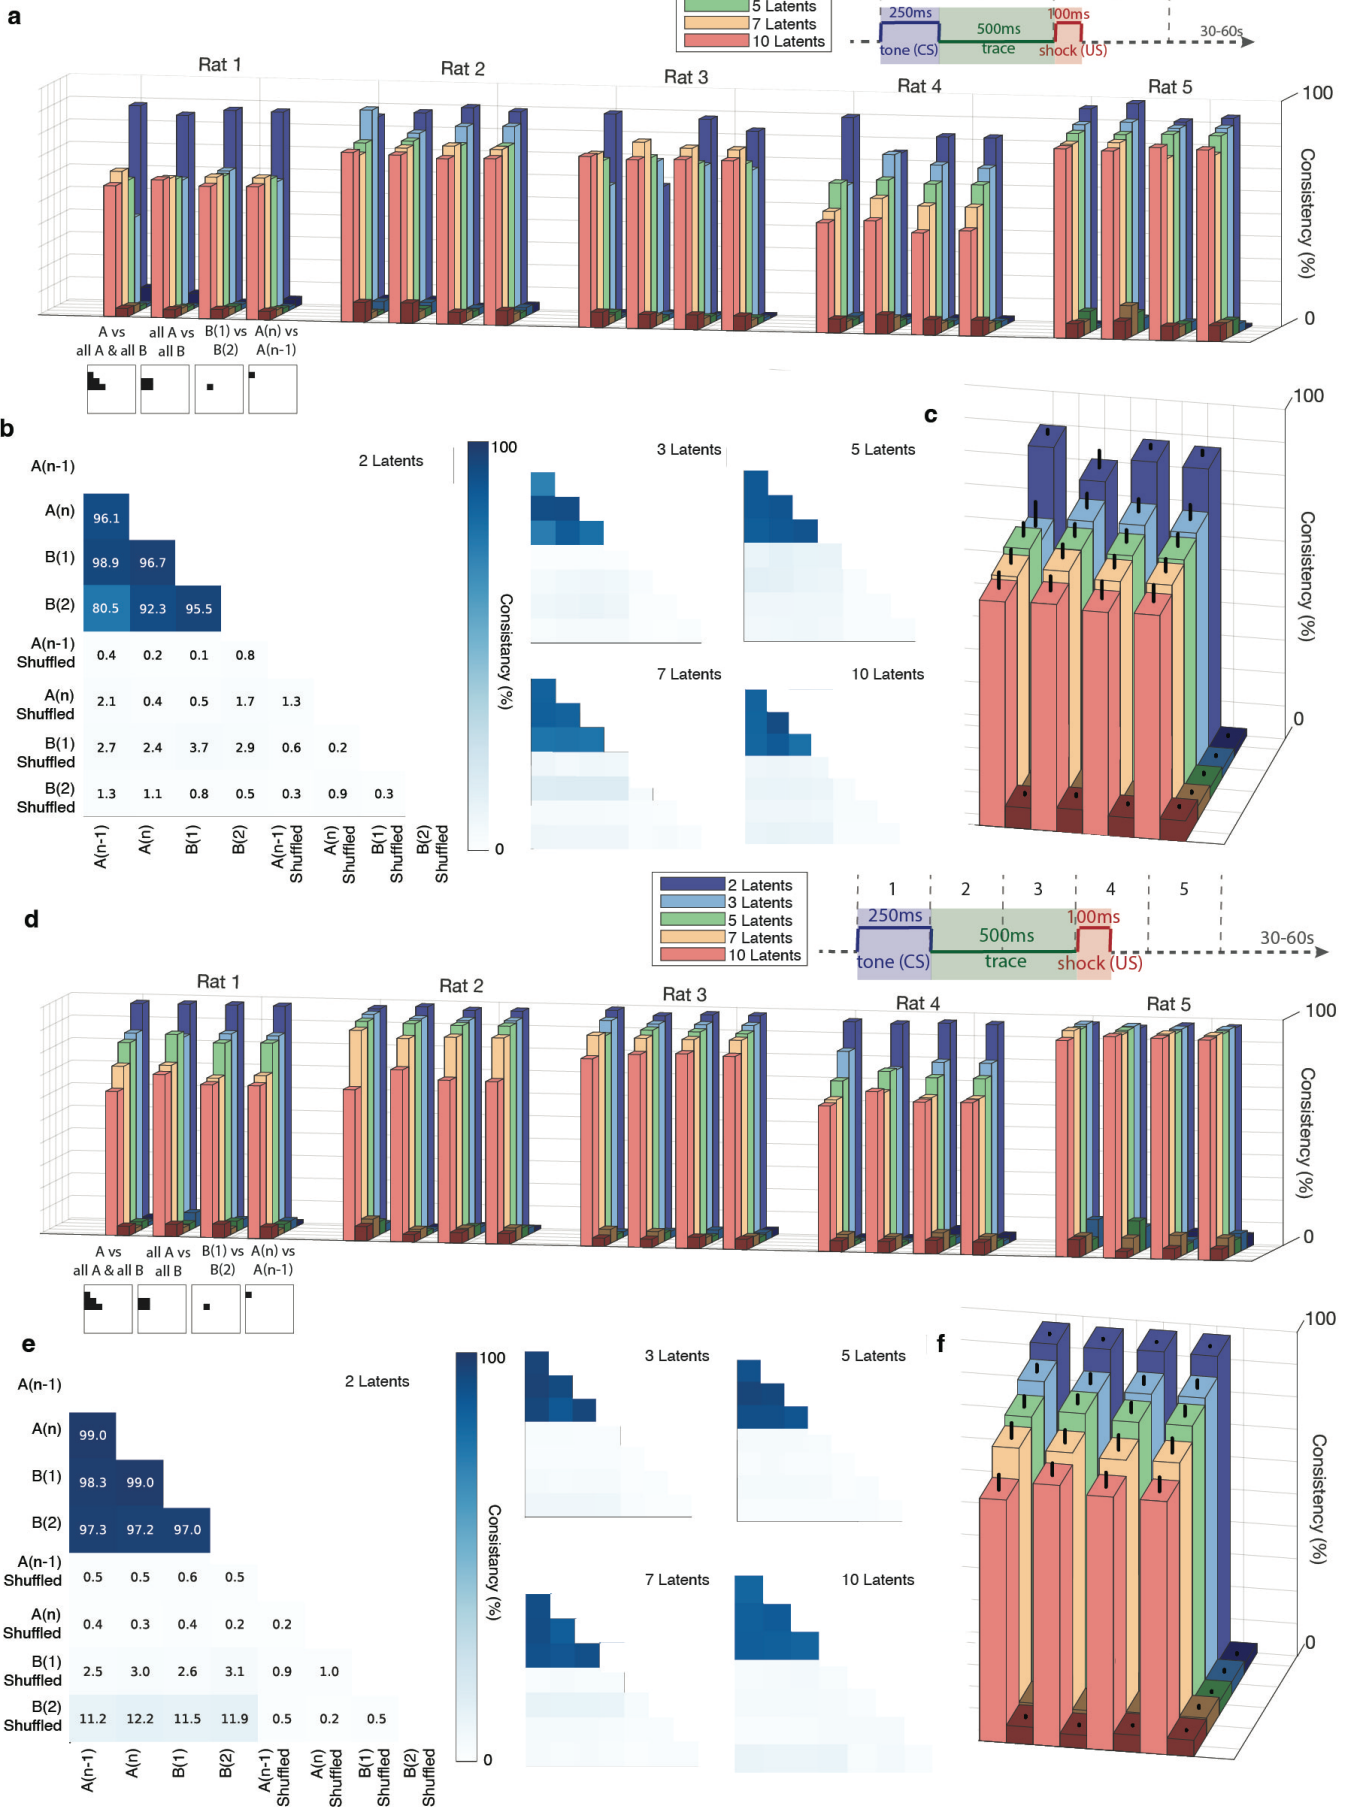 a
5 Latents
7 Latents
10 Latents
250ms
tone (CS)
500ms
trace
100ms
shock (US)
30-60s
Rat 1
Rat 2
Rat 3
Rat 4
Rat 5
100
Consistency (%)
0
A vs
all A & all B
all A vs
all B
B(1) vs
B(2)
A(n) vs
A(n-1)
b
2 Latents
A(n-1)
A(n)
96.1
B(1)
98.9 96.7
B(2)
80.5 92.3 95.5
A(n-1)
Shuffled
0.4 0.2 0.1 0.8
A(n)
Shuffled
2.1 0.4 0.5 1.7 1.3
B(1)
Shuffled
2.7 2.4 3.7 2.9 0.6 0.2
B(2)
Shuffled
1.3 1.1 0.8 0.5 0.3 0.9 0.3
A(n-1)
A(n)
B(1)
B(2)
A(n-1)
Shuffled
A(n)
Shuffled
B(1)
Shuffled
B(2)
Shuffled
100
Consistancy (%)
0
3 Latents
5 Latents
7 Latents
10 Latents
c
100
Consistency (%)
0
d
2 Latents
3 Latents
5 Latents
7 Latents
10 Latents
1 2 3 4 5
250ms
tone (CS)
500ms
trace
100ms
shock (US)
30-60s
Rat 1
Rat 2
Rat 3
Rat 4
Rat 5
100
Consistency (%)
0
A vs
all A & all B
all A vs
all B
B(1) vs
B(2)
A(n) vs
A(n-1)
e
2 Latents
A(n-1)
A(n)
99.0
B(1)
98.3 99.0
B(2)
97.3 97.2 97.0
A(n-1)
Shuffled
0.5 0.5 0.6 0.5
A(n)
Shuffled
0.4 0.3 0.4 0.2 0.2
B(1)
Shuffled
2.5 3.0 2.6 3.1 0.9 1.0
B(2)
Shuffled
11.2 12.2 11.5 11.9 0.5 0.2 0.5
A(n-1)
A(n)
B(1)
B(2)
A(n-1)
Shuffled
A(n)
Shuffled
B(1)
Shuffled
B(2)
Shuffled
100
Consistancy (%)
0
3 Latents
5 Latents
7 Latents
10 Latents
f
100
Consistency (%)
0